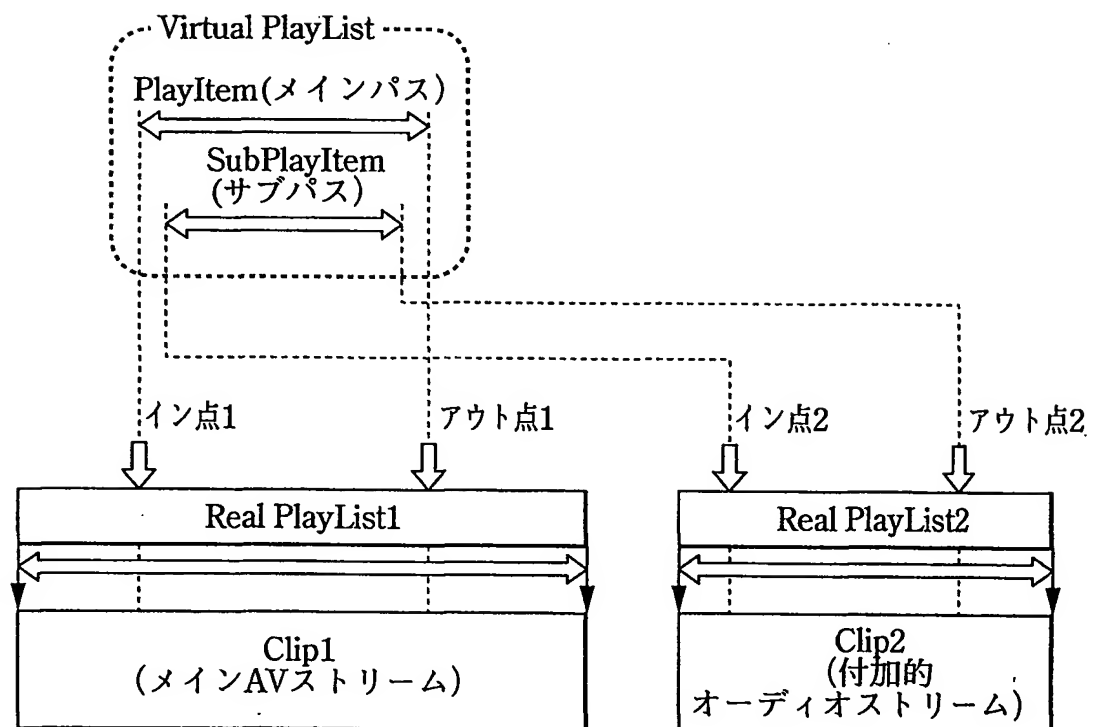 Virtual PlayList
PlayItem(メインパス)
SubPlayItem
(サブパス)
イン点1
アウト点1
イン点2
アウト点2
Real PlayList1
Real PlayList2
Clip1
(メインAVストリーム)
Clip2
(付加的
オーディオストリーム)